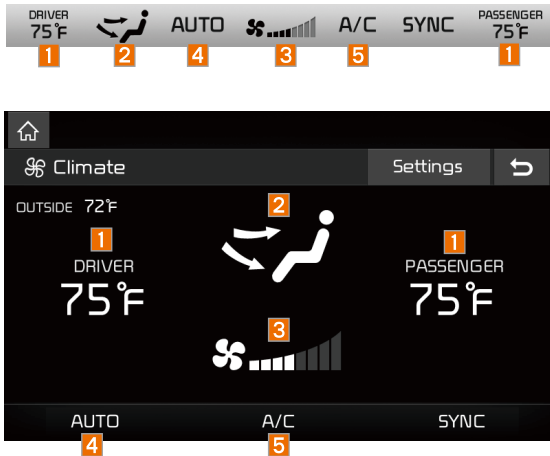 DRIVER 75°F AUTO A/C SYNC PASSENGER 75°F
1 2 4 3 5 1
Climate Settings
OUTSIDE 72°F
2
1 1
DRIVER PASSENGER
75°F 75°F
3
AUTO A/C SYNC
4 5